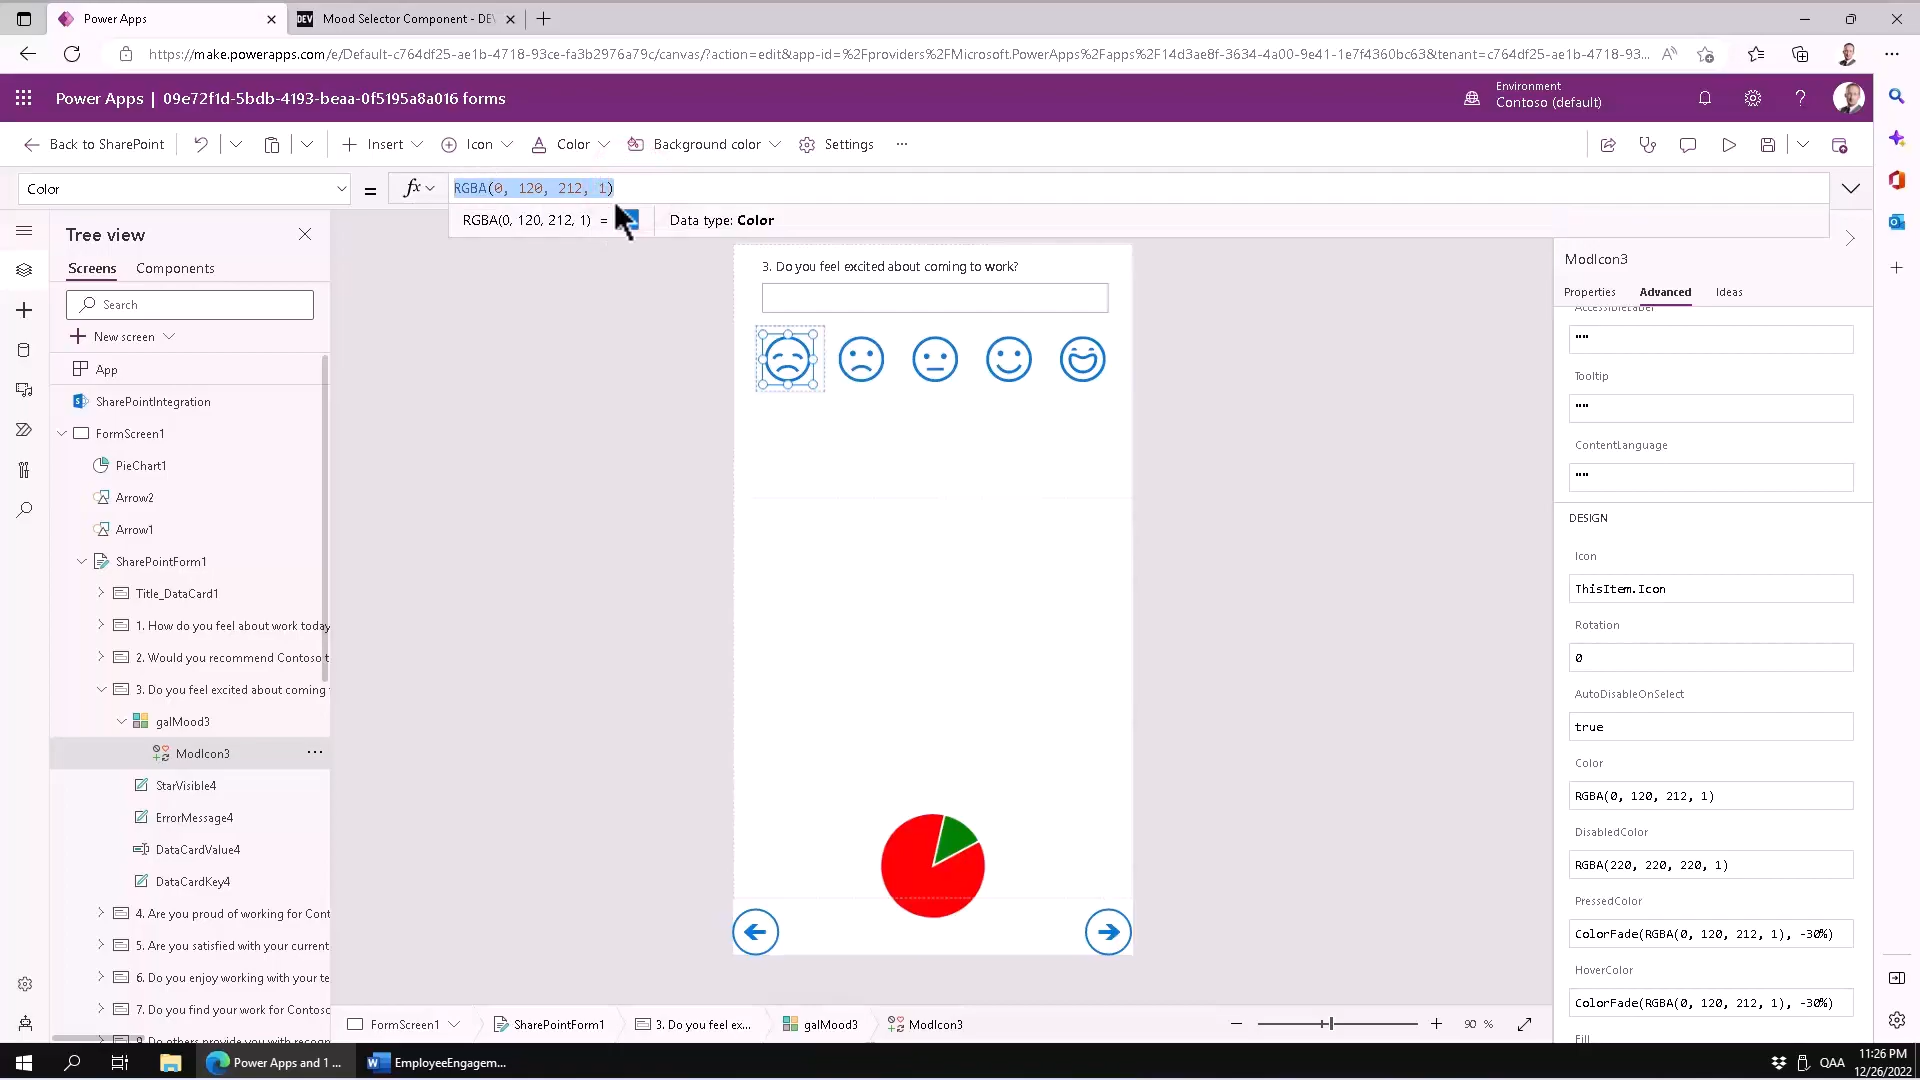 Power Apps
DEV Mood Selector Component - DEV
https://make.powerapps.com/e/Default-c764df25-ae1b-4718-93ce-fa3b2976a79c/canvas/?action=edit&app-id=%2Fproviders%2FMicrosoft.PowerApps%2Fapps%2F14d3ae8f-3634-4a00-9e41-1e7f4360bc63&tenant=c764df25-ae1b-4718-93...
Power Apps | 09e72f1d-5bdb-4193-beaa-0f5195a8a016 forms
Environment
Contoso (default)
Back to SharePoint
Insert
Icon
Color
Background color
Settings
Color
=
fx
RGBA(0, 120, 212, 1)
RGBA(0, 120, 212, 1) =
Data type: Color
Tree view
Screens
Components
Search
New screen
App
SharePointIntegration
FormScreen1
PieChart1
Arrow2
Arrow1
SharePointForm1
Title_DataCard1
1. How do you feel about work today
2. Would you recommend Contoso t
3. Do you feel excited about coming
galMood3
ModIcon3
StarVisible4
ErrorMessage4
DataCardValue4
DataCardKey4
4. Are you proud of working for Cont
5. Are you satisfied with your current
6. Do you enjoy working with your te
7. Do you find your work for Contoso
3. Do you feel excited about coming to work?
ModIcon3
Properties
Advanced
Ideas
AccessibleLabel
""
Tooltip
""
ContentLanguage
""
DESIGN
Icon
ThisItem.Icon
Rotation
0
AutoDisableOnSelect
true
Color
RGBA(0, 120, 212, 1)
DisabledColor
RGBA(220, 220, 220, 1)
PressedColor
ColorFade(RGBA(0, 120, 212, 1), -30%)
HoverColor
ColorFade(RGBA(0, 120, 212, 1), -30%)
Fill
FormScreen1
SharePointForm1
3. Do you feel ex...
galMood3
ModIcon3
90 %
Power Apps and 1 ...
EmployeeEngagem...
QAA
11:26 PM
12/26/2022